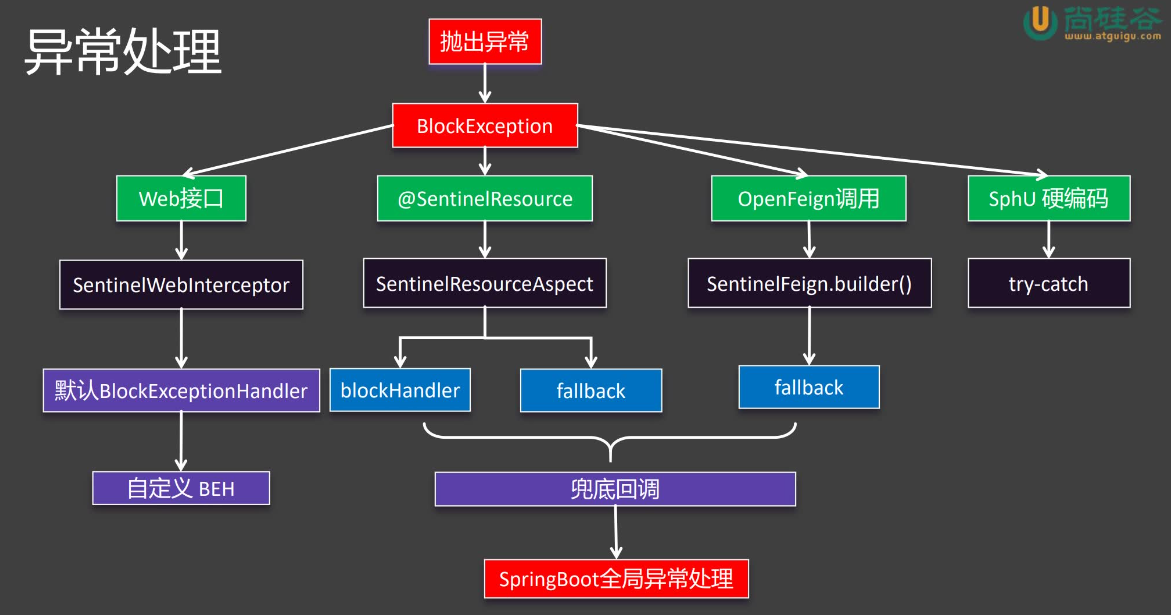 异常处理
尚硅谷
www.atguigu.com
抛出异常
BlockException
Web接口
@SentinelResource
OpenFeign调用
SphU 硬编码
SentinelWebInterceptor
SentinelResourceAspect
SentinelFeign.builder()
try-catch
默认BlockExceptionHandler
blockHandler
fallback
fallback
自定义 BEH
兜底回调
SpringBoot全局异常处理